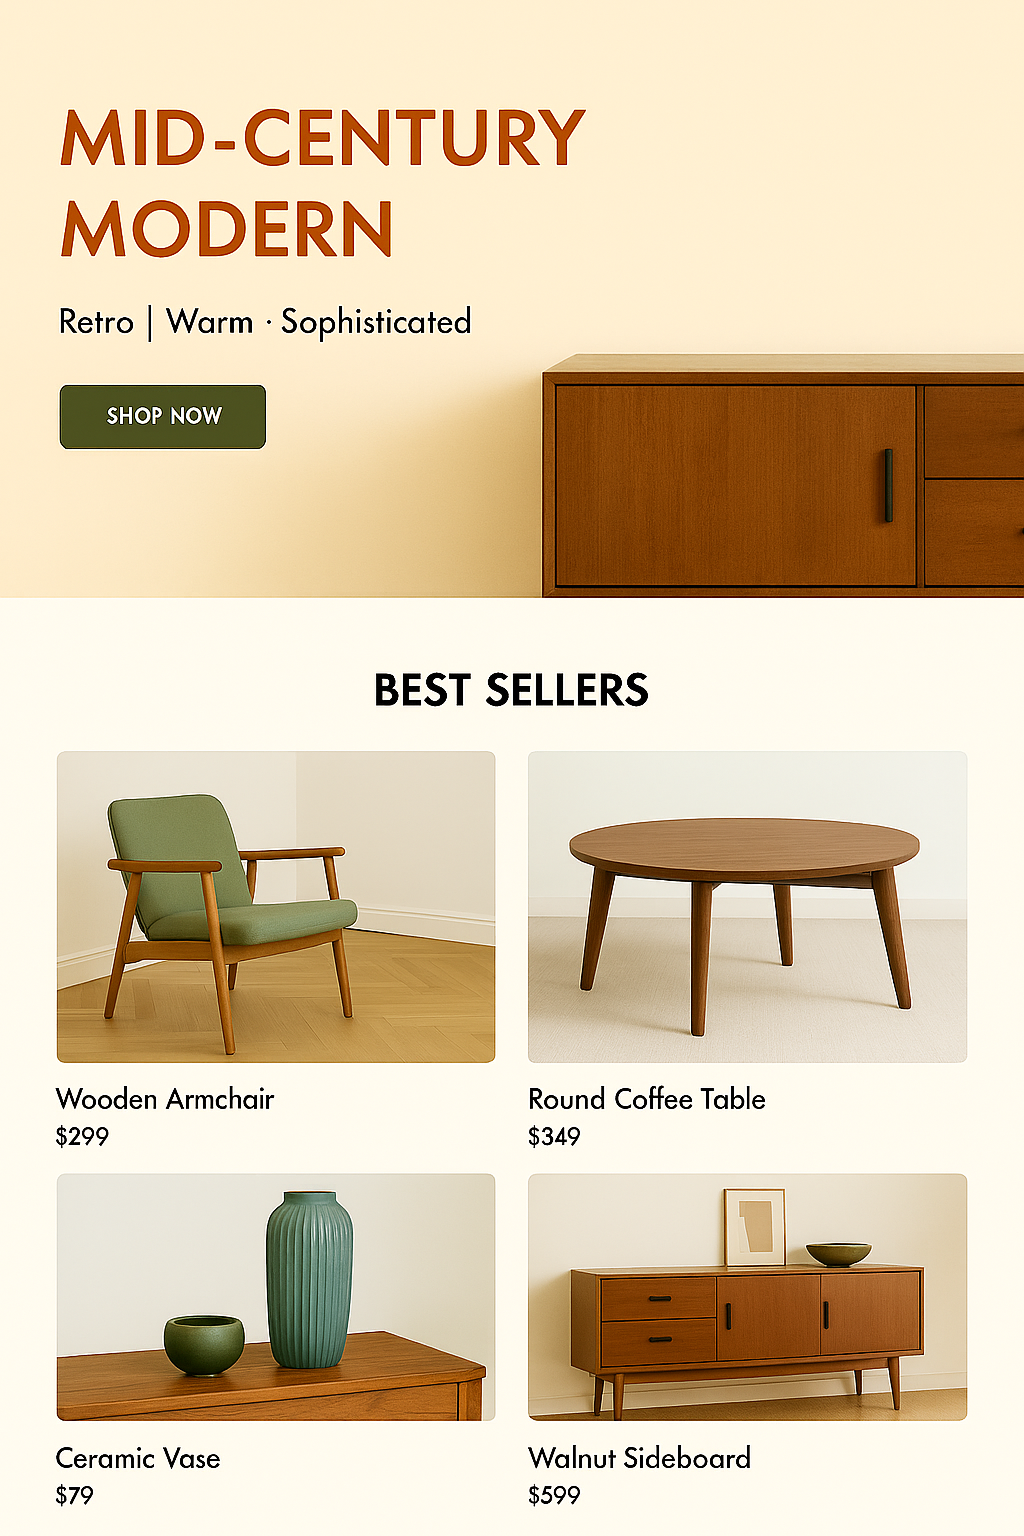 MID-CENTURY
MODERN
Retro | Warm · Sophisticated
SHOP NOW
BEST SELLERS
Wooden Armchair
$299
Round Coffee Table
$349
Ceramic Vase
$79
Walnut Sideboard
$599